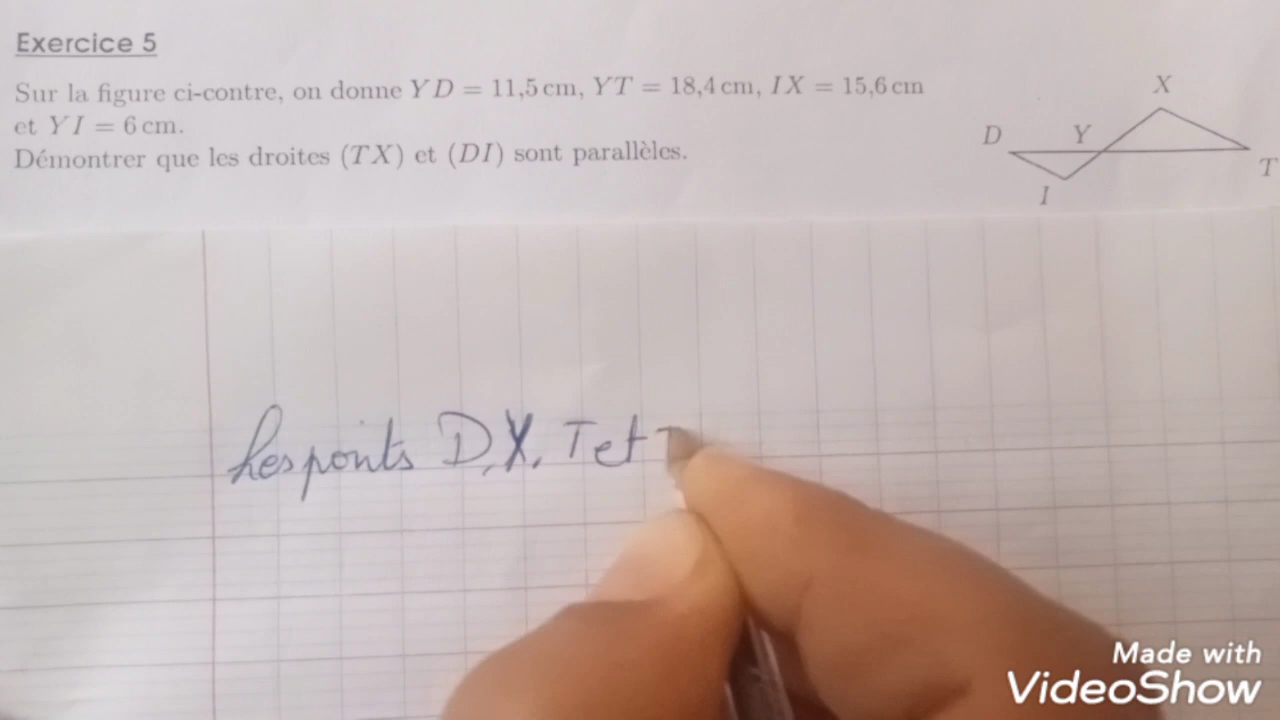 Exercice 5
Sur la figure ci-contre, on donne YD = 11,5 cm, YT = 18,4 cm, IX = 15,6 cm
et YI = 6 cm.
Démontrer que les droites (TX) et (DI) sont parallèles.
X
D
Y
T
I
Les points D, Y, T et
Made with
VideoShow